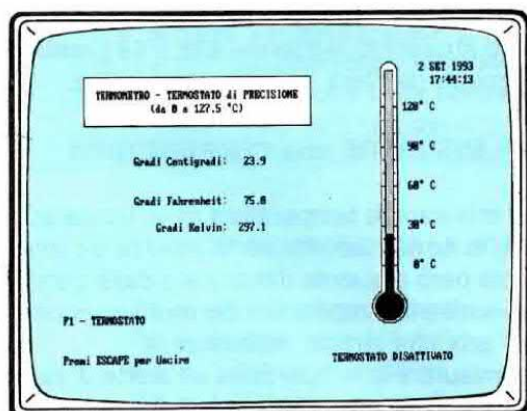 2 SET 1993
17:44:13
TERMOMETRO - TERMOSTATO di PRECISIONE
(da 0 a 127.5 °C)
120° C
Gradi Centigradi: 23.9
90° C
60° C
Gradi Fahrenheit: 75.0
Gradi Kelvin: 297.1
30° C
0° C
F1 - TERMOSTATO
Premi ESCAPE per Uscire
TERMOSTATO DISATTIVATO